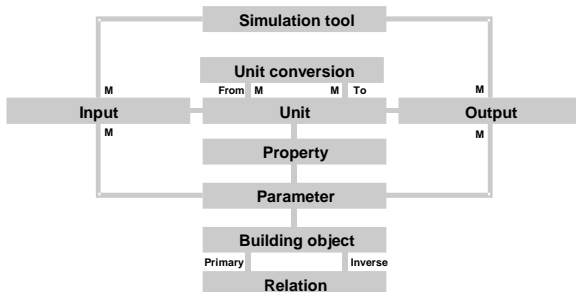 Simulation tool
Unit conversion
From M M To
M M
Input Unit Output
M M
Property
Parameter
Building object
Primary Inverse
Relation